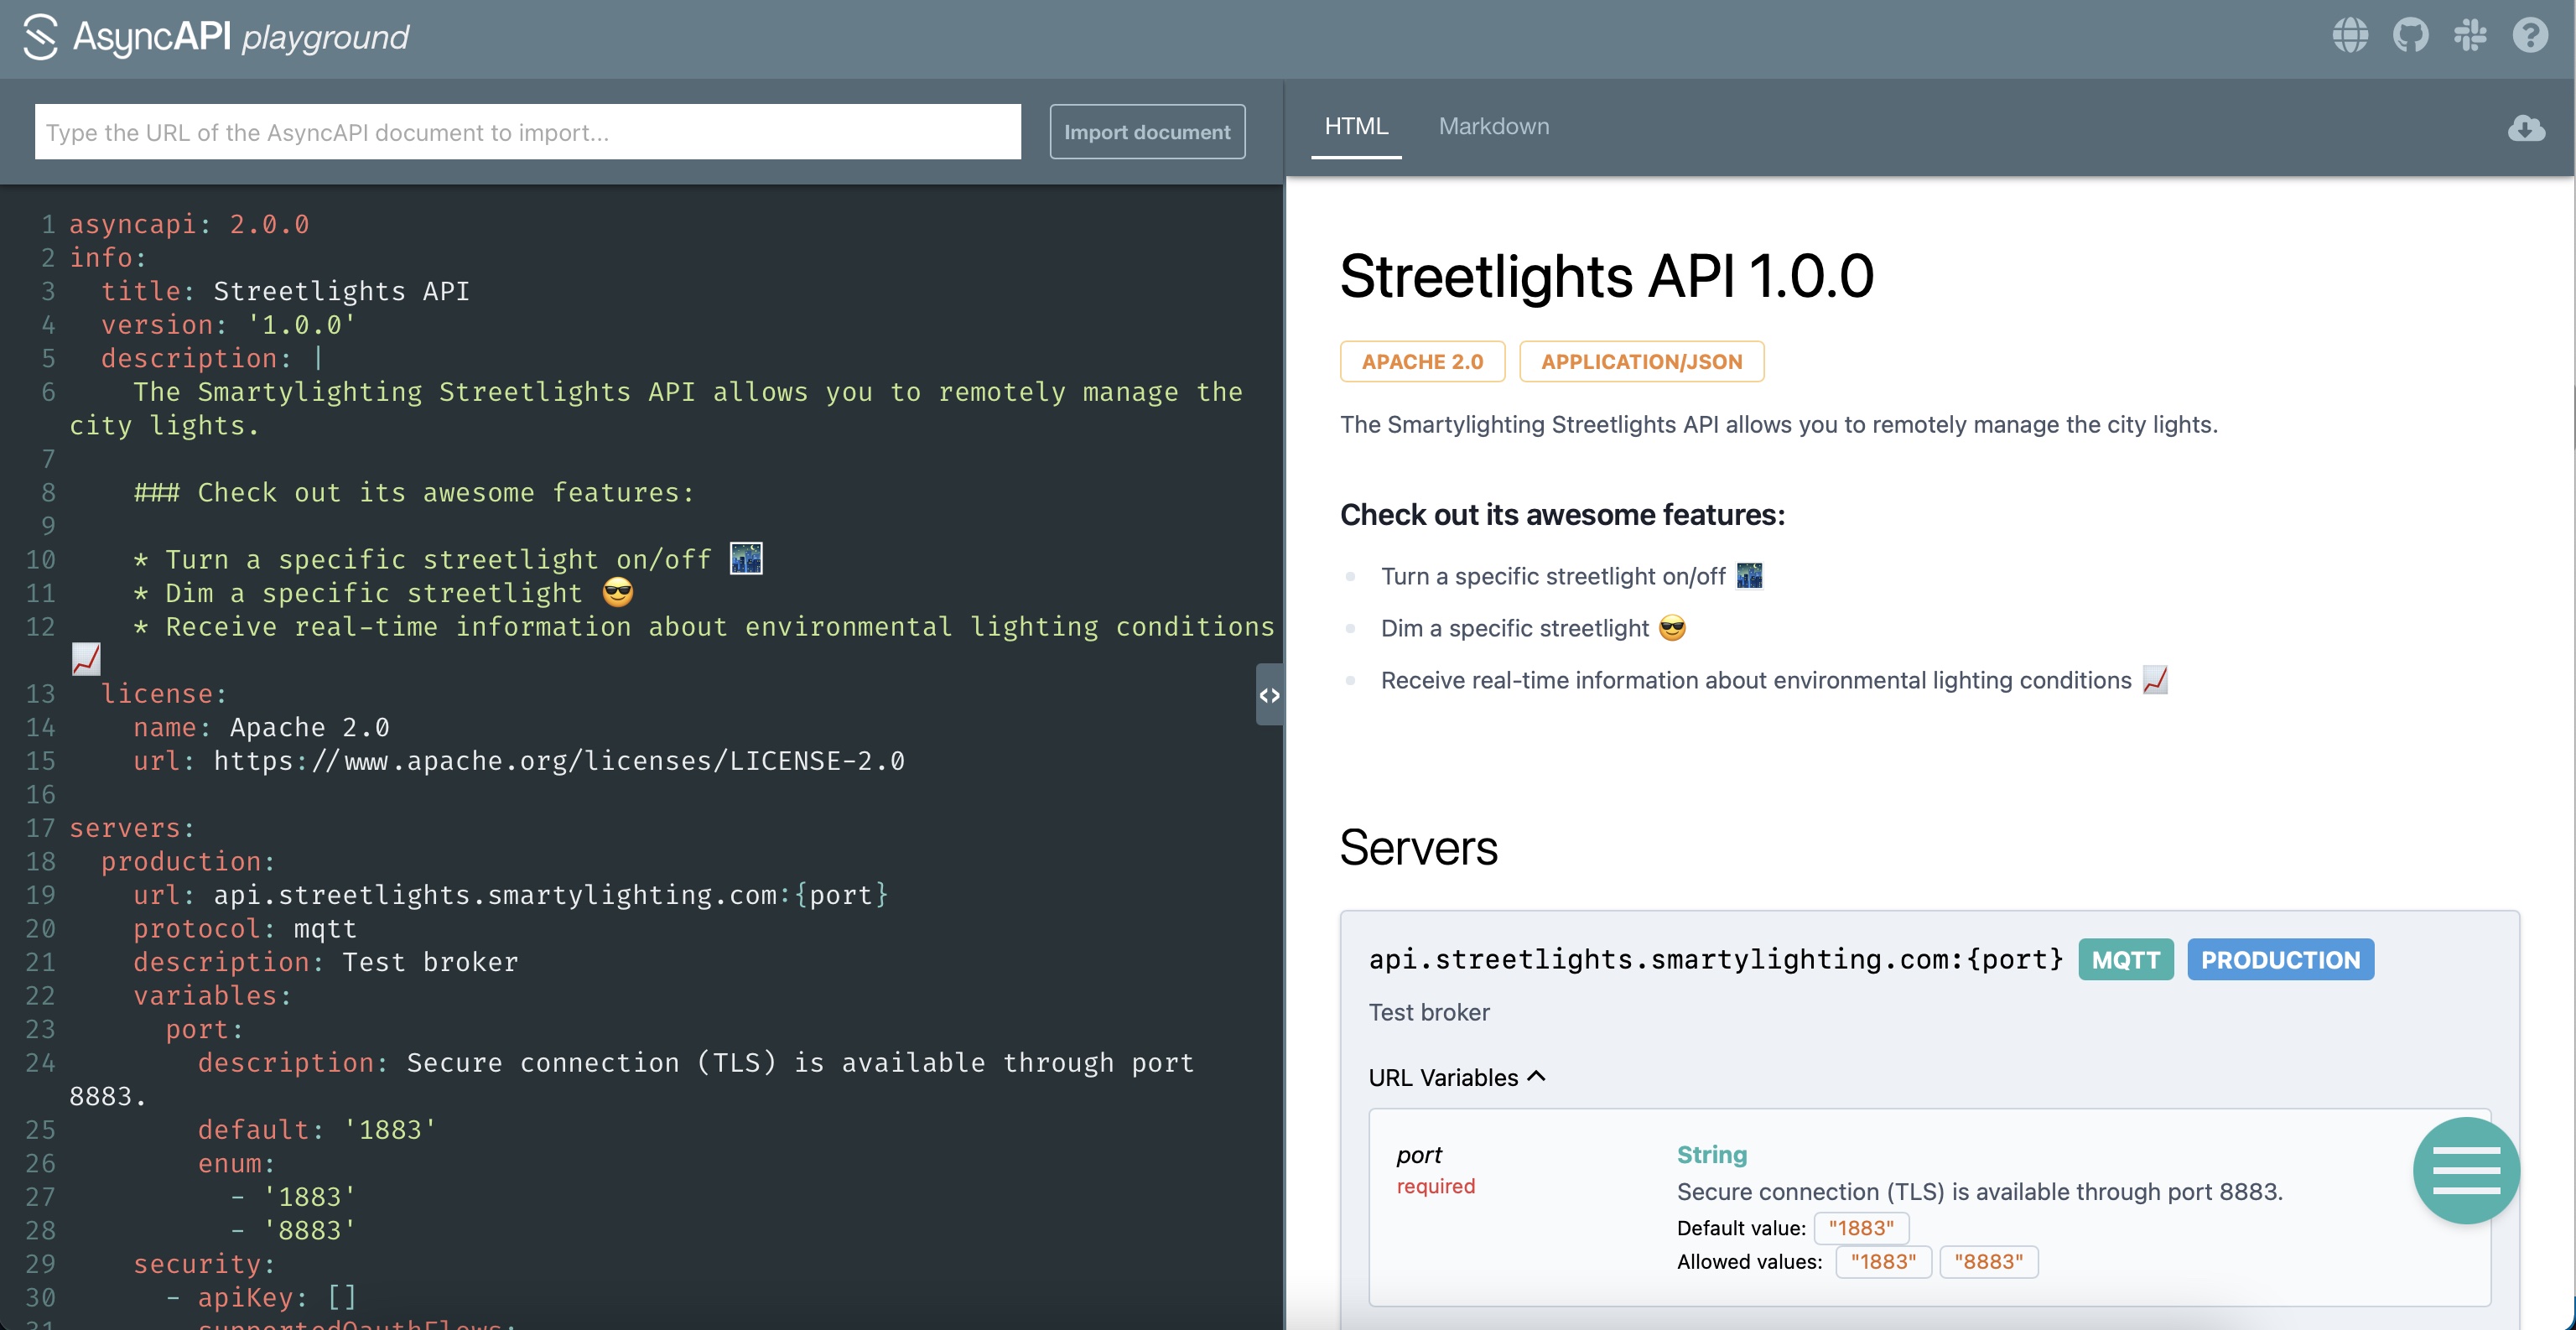 AsyncAPI playground
Type the URL of the AsyncAPI document to import...
Import document
1 asyncapi: 2.0.0
2 info:
3 title: Streetlights API
4 version: '1.0.0'
5 description: |
6 The Smartylighting Streetlights API allows you to remotely manage the
city lights.
7
8 ### Check out its awesome features:
9
10 * Turn a specific streetlight on/off 🌃
11 * Dim a specific streetlight 😎
12 * Receive real-time information about environmental lighting conditions
📈
13 license:
14 name: Apache 2.0
15 url: https://www.apache.org/licenses/LICENSE-2.0
16
17 servers:
18 production:
19 url: api.streetlights.smartylighting.com:{port}
20 protocol: mqtt
21 description: Test broker
22 variables:
23 port:
24 description: Secure connection (TLS) is available through port
8883.
25 default: '1883'
26 enum:
27 - '1883'
28 - '8883'
29 security:
30 - apiKey: []
31 supportedOauthFlows:
HTML Markdown
Streetlights API 1.0.0
APACHE 2.0 APPLICATION/JSON
The Smartylighting Streetlights API allows you to remotely manage the city lights.
Check out its awesome features:
Turn a specific streetlight on/off 🌃
Dim a specific streetlight 😎
Receive real-time information about environmental lighting conditions 📈
Servers
api.streetlights.smartylighting.com:{port} MQTT PRODUCTION
Test broker
URL Variables
port String
required
Secure connection (TLS) is available through port 8883.
Default value: "1883"
Allowed values: "1883" "8883"